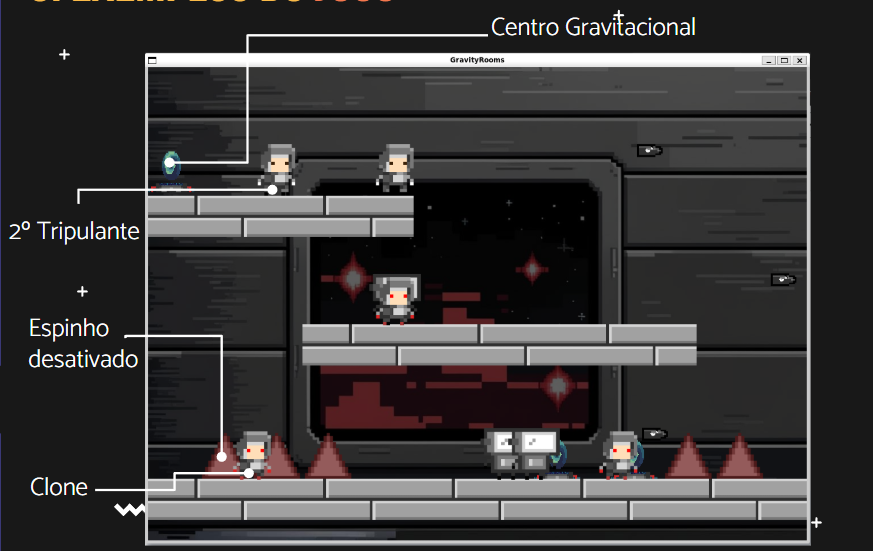 Centro Gravitacional
GravityRooms
2º Tripulante
Espinho
desativado
Clone